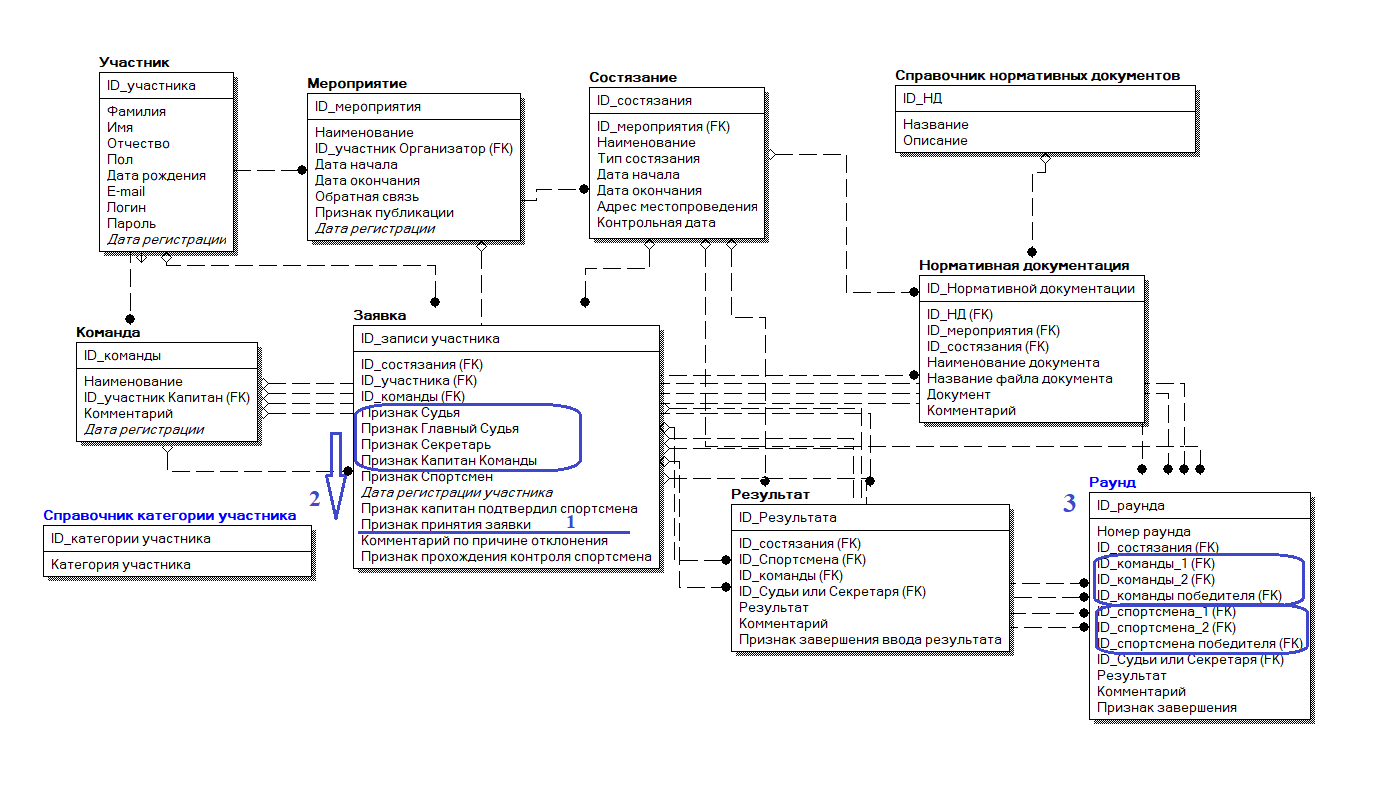 Участник
ID_участника
Фамилия
Имя
Отчество
Пол
Дата рождения
E-mail
Логин
Пароль
Дата регистрации
Мероприятие
ID_мероприятия
Наименование
ID_участник Организатор (FK)
Дата начала
Дата окончания
Обратная связь
Признак публикации
Дата регистрации
Состязание
ID_состязания
ID_мероприятия (FK)
Наименование
Тип состязания
Дата начала
Дата окончания
Адрес местопроведения
Контрольная дата
Справочник нормативных документов
ID_НД
Название
Описание
Нормативная документация
ID_Нормативной документации
ID_НД (FK)
ID_мероприятия (FK)
ID_состязания (FK)
Наименование документа
Название файла документа
Документ
Комментарий
Команда
ID_команды
Наименование
ID_участник Капитан (FK)
Комментарий
Дата регистрации
Заявка
ID_записи участника
ID_состязания (FK)
ID_участника (FK)
ID_команды (FK)
Признак Судья
Признак Главный Судья
Признак Секретарь
Признак Капитан Команды
Признак Спортсмен
Дата регистрации участника
Признак капитан подтвердил спортсмена
Признак принятия заявки
Комментарий по причине отклонения
Признак прохождения контроля спортсмена
1
2
Справочник категории участника
ID_категории участника
Категория участника
Результат
ID_Результата
ID_состязания (FK)
ID_Спортсмена (FK)
ID_команды (FK)
ID_Судьи или Секретаря (FK)
Результат
Комментарий
Признак завершения ввода результата
3
Раунд
ID_раунда
Номер раунда
ID_состязания (FK)
ID_команды_1 (FK)
ID_команды_2 (FK)
ID_команды победителя (FK)
ID_спортсмена_1 (FK)
ID_спортсмена_2 (FK)
ID_спортсмена победителя (FK)
ID_Судьи или Секретаря (FK)
Результат
Комментарий
Признак завершения